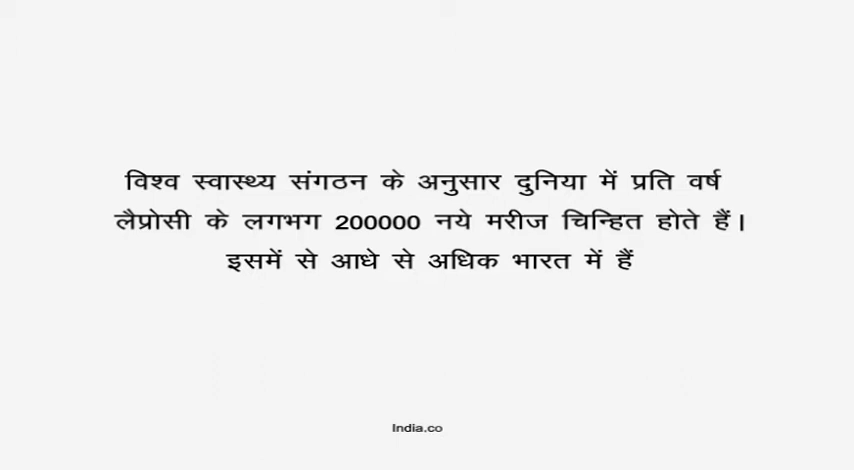 विश्व स्वास्थ्य संगठन के अनुसार दुनिया में प्रति वर्ष
लैप्रोसी के लगभग 200000 नये मरीज चिन्हित होते हैं।
इसमें से आधे से अधिक भारत में हैं
India.co